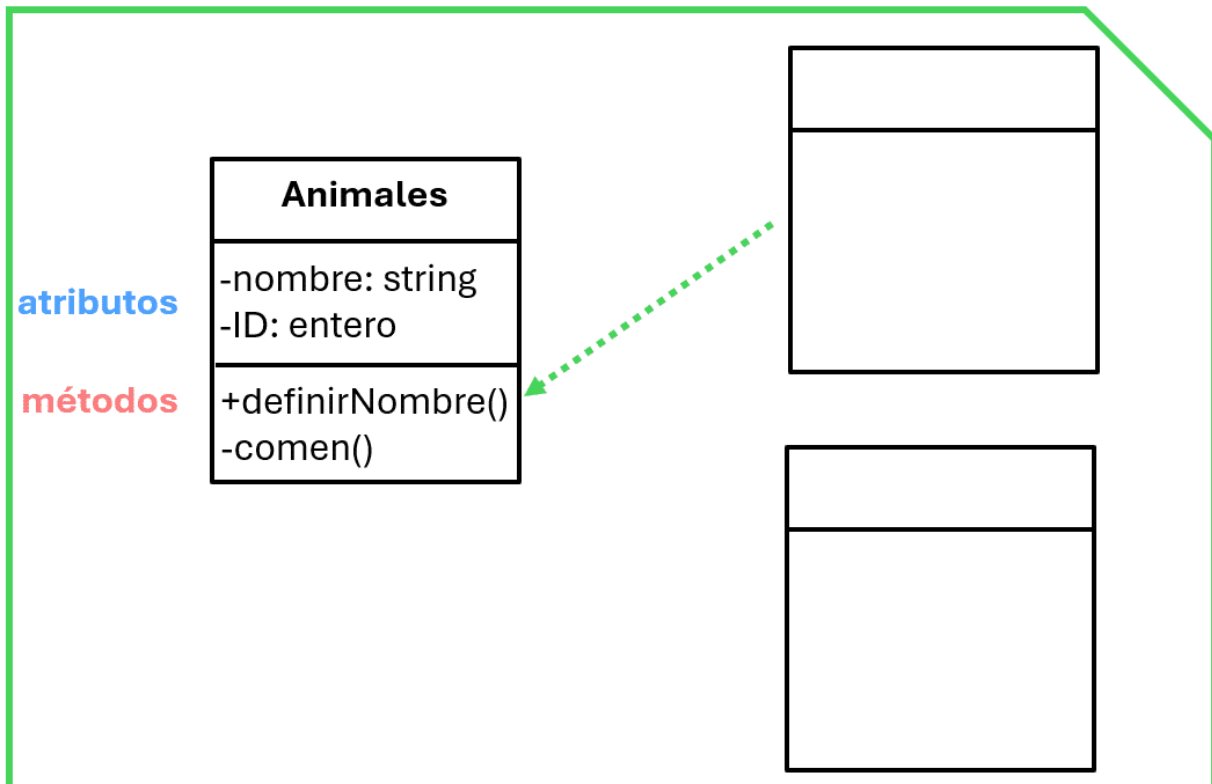 Animales
atributos
-nombre: string
-ID: entero
métodos
+definirNombre()
-comen()